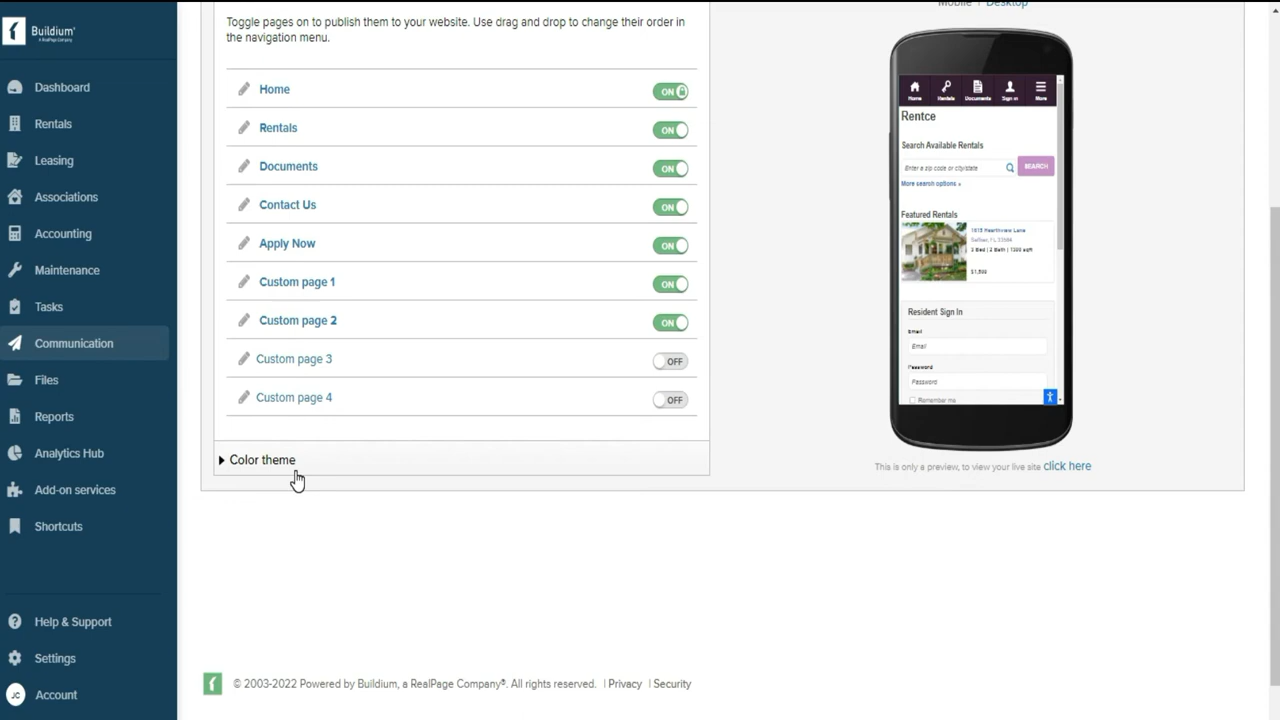 Buildium®
A RealPage Company
Dashboard
Rentals
Leasing
Associations
Accounting
Maintenance
Tasks
Communication
Files
Reports
Analytics Hub
Add-on services
Shortcuts
Help & Support
Settings
JC
Account
Toggle pages on to publish them to your website. Use drag and drop to change their order in
the navigation menu.
Home ON
Rentals ON
Documents ON
Contact Us ON
Apply Now ON
Custom page 1 ON
Custom page 2 ON
Custom page 3 OFF
Custom page 4 OFF
Color theme
Mobile | Desktop
Home Rentals Documents Sign in More
Rentce
Search Available Rentals
Enter a zip code or city/state SEARCH
More search options »
Featured Rentals
1615 Hearthview Lane
Seffner, FL 33584
3 Bed | 2 Bath |
$1,899
Resident Sign In
Email
Email
Password
Password
Remember me
This is only a preview, to view your live site click here
© 2003-2022 Powered by Buildium, a RealPage Company®. All rights reserved. | Privacy | Security